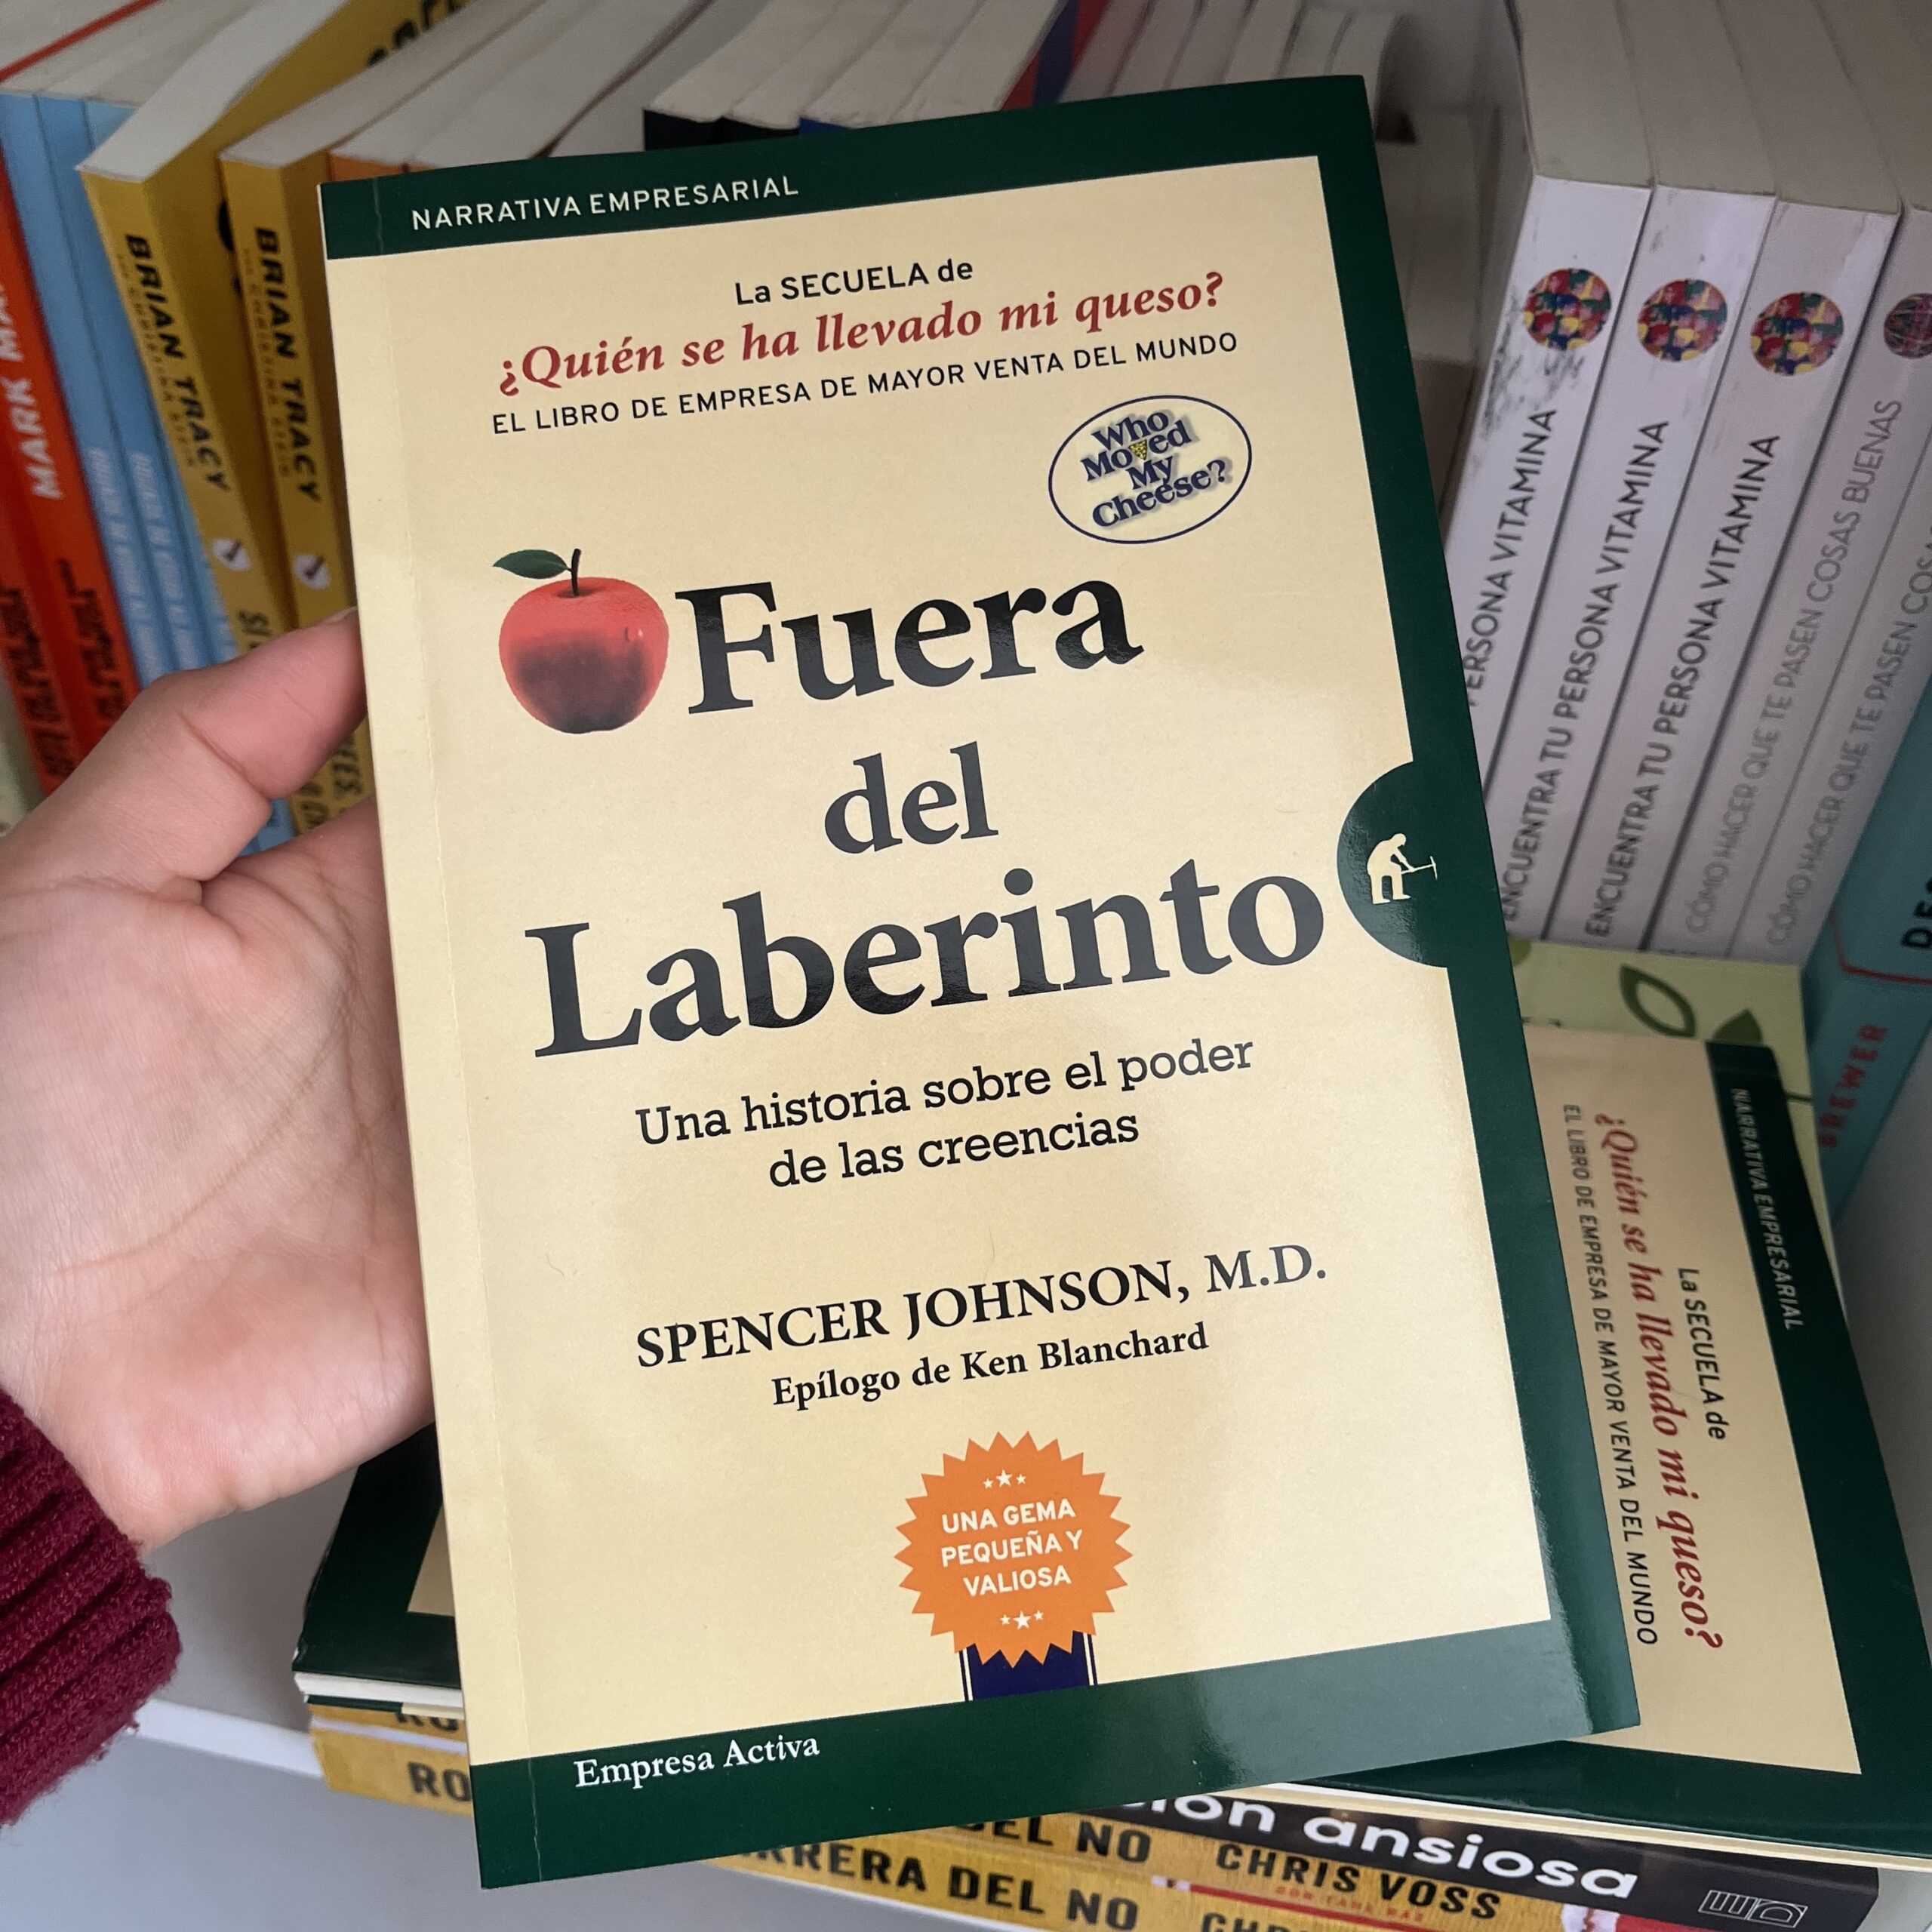 NARRATIVA EMPRESARIAL
La SECUELA de
¿Quién se ha llevado mi queso?
EL LIBRO DE EMPRESA DE MAYOR VENTA DEL MUNDO
Who
Moved
My
Cheese?
Fuera
del
Laberinto
Una historia sobre el poder
de las creencias
SPENCER JOHNSON, M.D.
Epílogo de Ken Blanchard
UNA GEMA
PEQUEÑA Y
VALIOSA
Empresa Activa
MARK
BRIAN TRACY
BRIAN TRACY
PERSONA VITAMINA
ENCUENTRA TU PERSONA VITAMINA
ENCUENTRA TU PERSONA VITAMINA
CÓMO HACER QUE TE PASEN COSAS BUENAS
CÓMO HACER QUE TE PASEN
BREWER
NARRATIVA EMPRESARIAL
La SECUELA de
¿Quién se ha llevado mi queso?
EL LIBRO DE EMPRESA DE MAYOR VENTA DEL MUNDO
ansiosa
DEL NO CHRIS VOSS
DEL NO